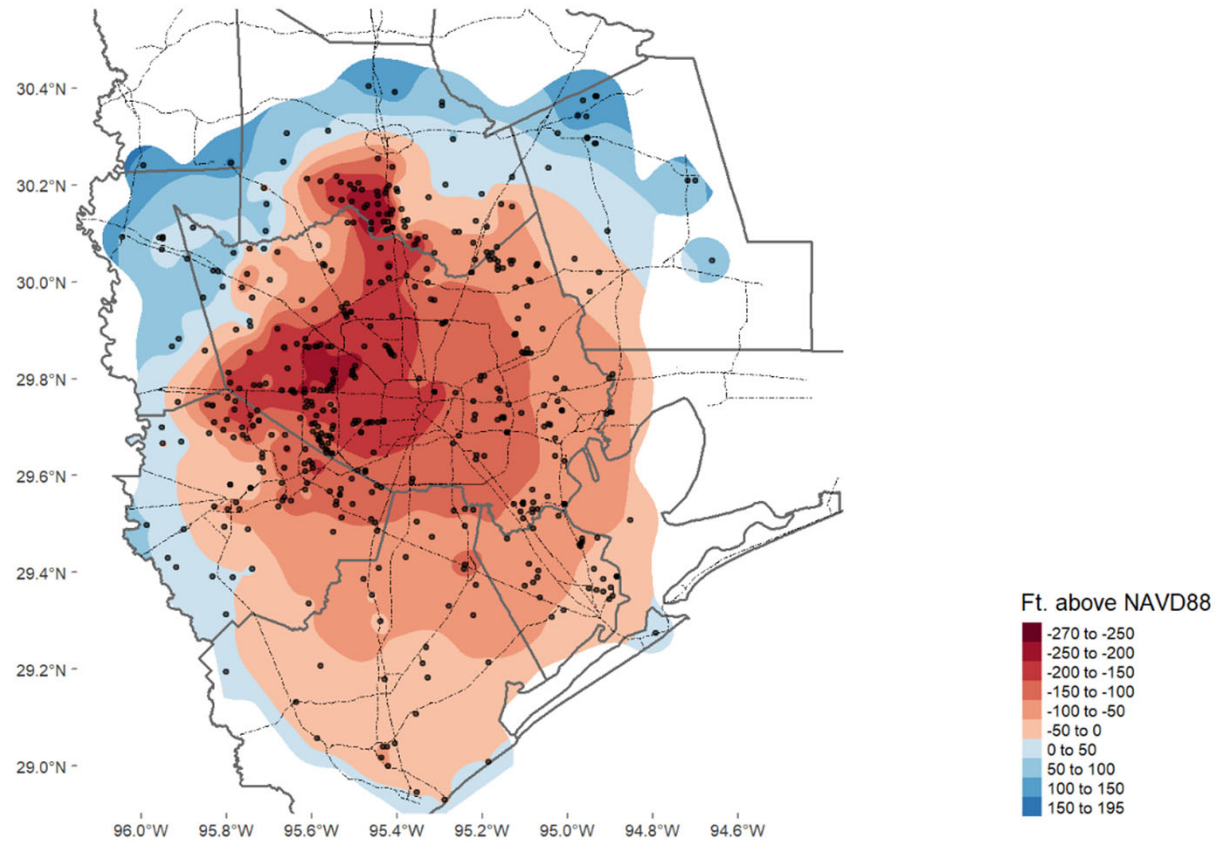 30.4°N
30.2°N
30.0°N
29.8°N
29.6°N
29.4°N
29.2°N
29.0°N
96.0°W 95.8°W 95.6°W 95.4°W 95.2°W 95.0°W 94.8°W 94.6°W
Ft. above NAVD88
-270 to -250
-250 to -200
-200 to -150
-150 to -100
-100 to -50
-50 to 0
0 to 50
50 to 100
100 to 150
150 to 195